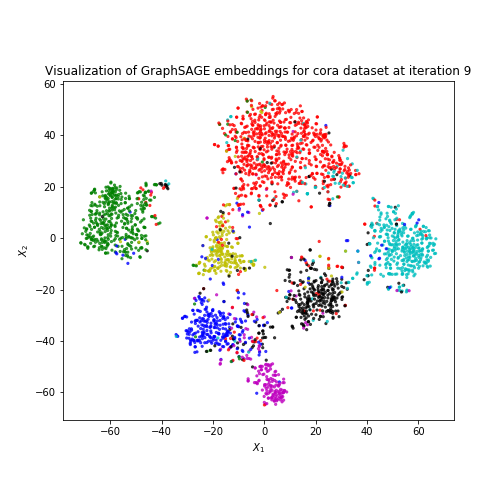 Visualization of GraphSAGE embeddings for cora dataset at iteration 9
60
40
20
0
−20
−40
−60
X₂
−60 −40 −20 0 20 40 60
X₁